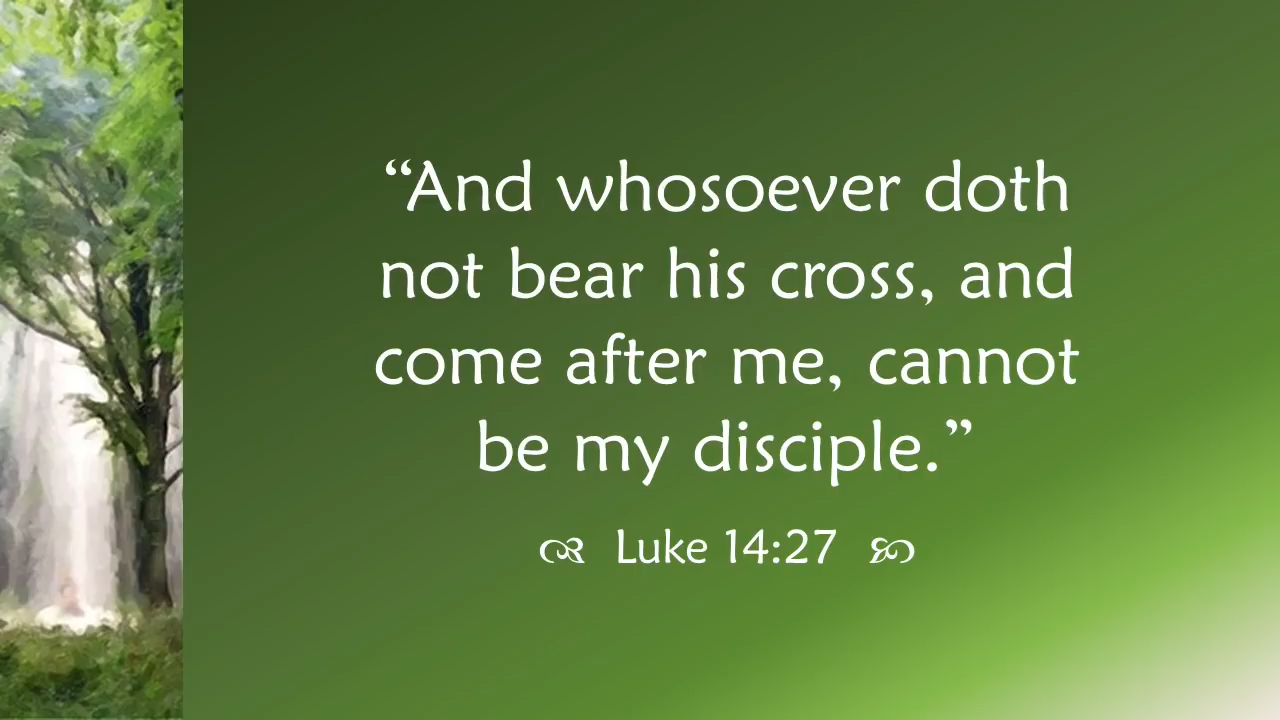 “And whosoever doth
not bear his cross, and
come after me, cannot
be my disciple.”
Luke 14:27